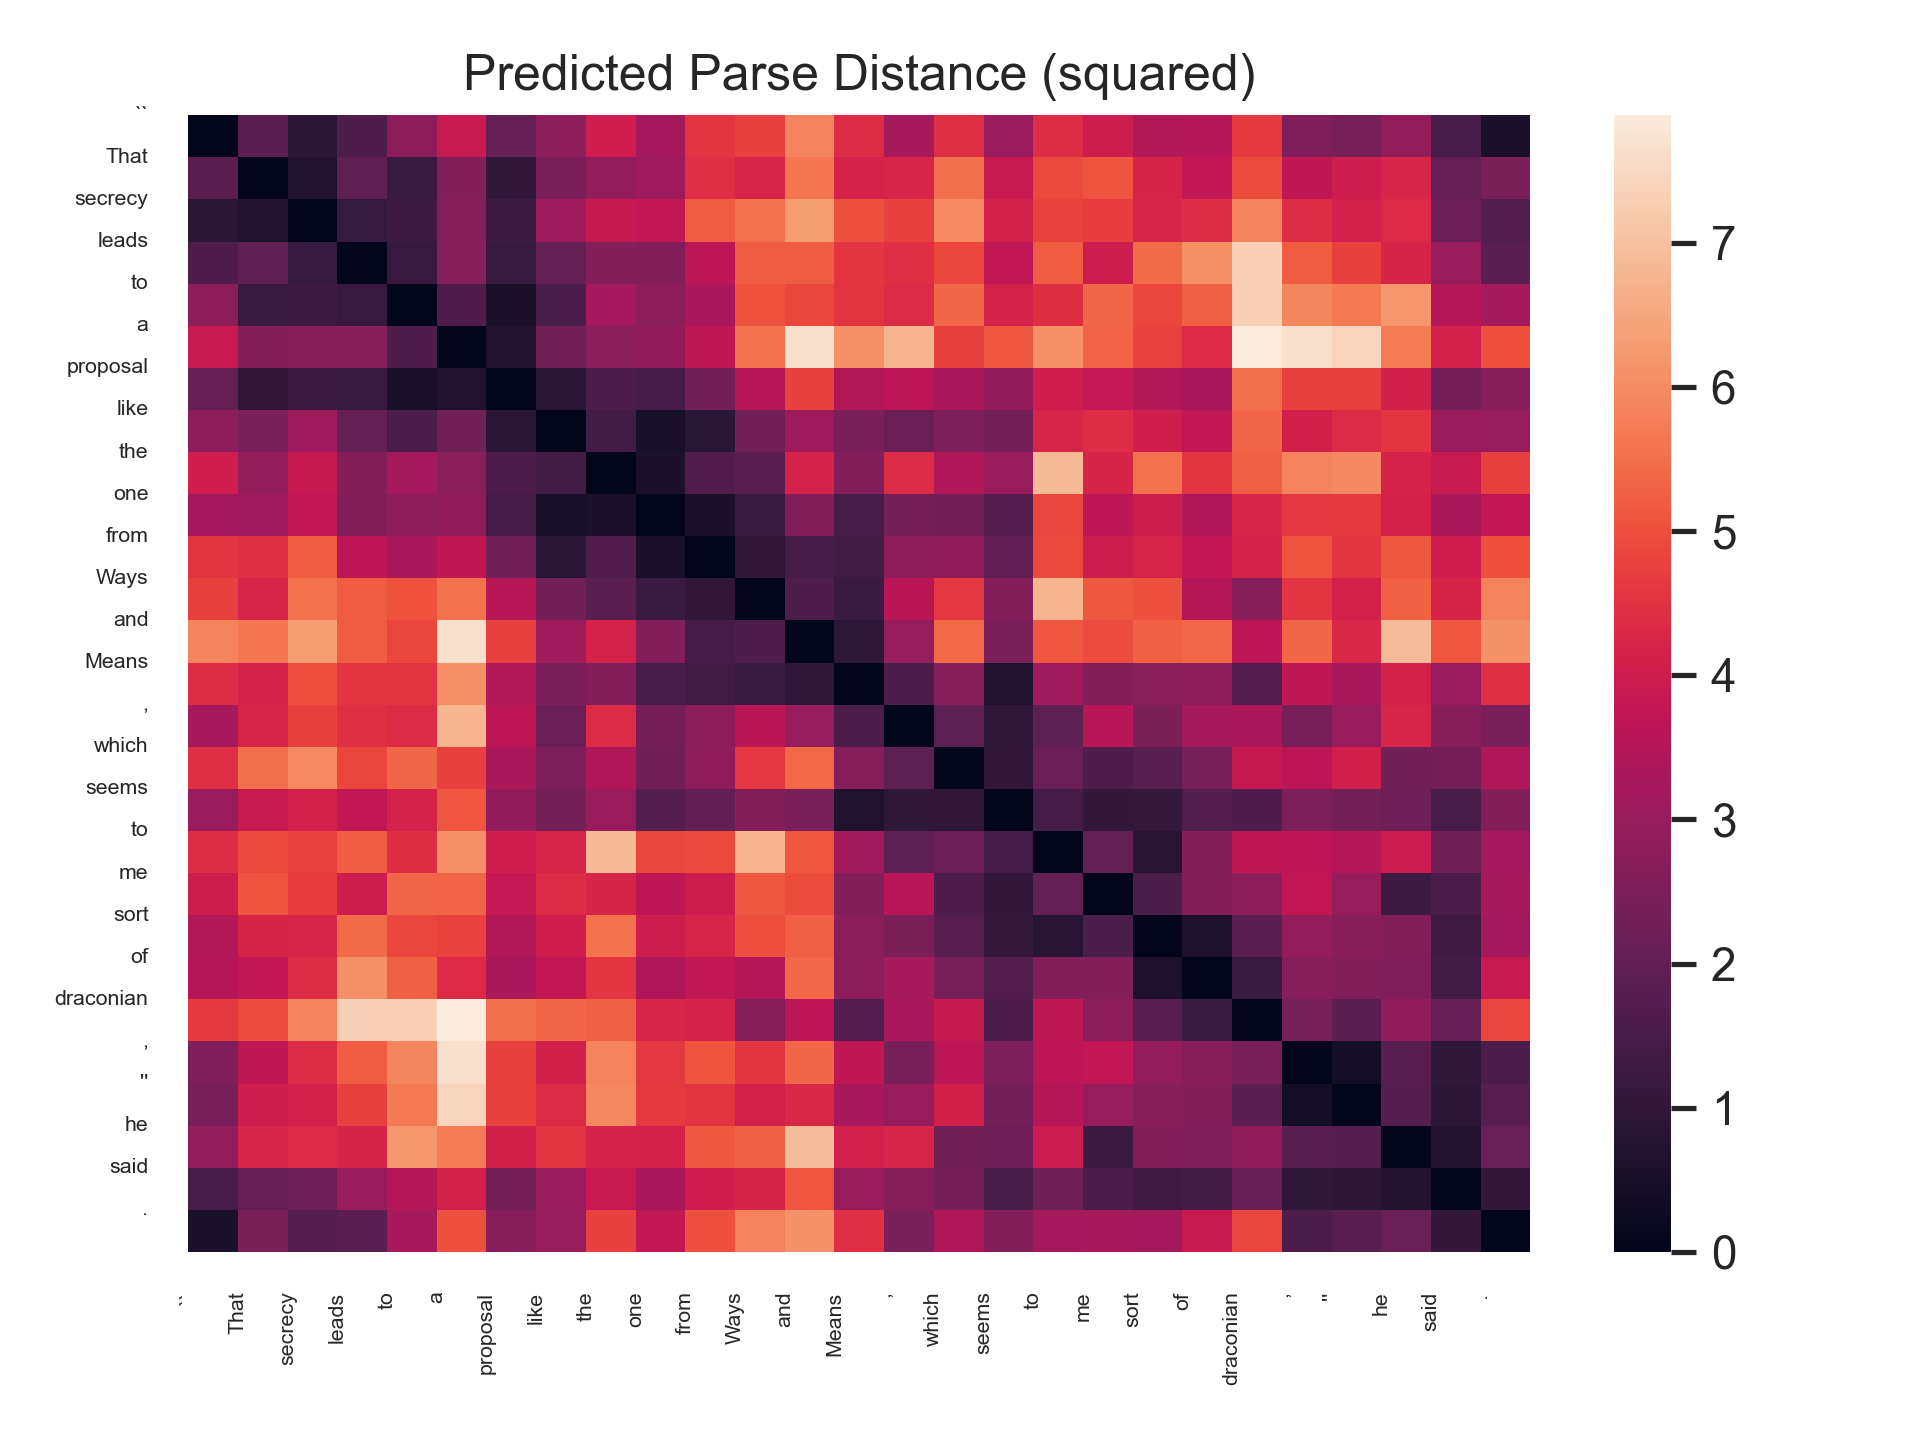 Predicted Parse Distance (squared)
``
That
secrecy
leads
to
a
proposal
like
the
one
from
Ways
and
Means
,
which
seems
to
me
sort
of
draconian
,
''
he
said
.
7
6
5
4
3
2
1
0
``
That
secrecy
leads
to
a
proposal
like
the
one
from
Ways
and
Means
,
which
seems
to
me
sort
of
draconian
,
''
he
said
.